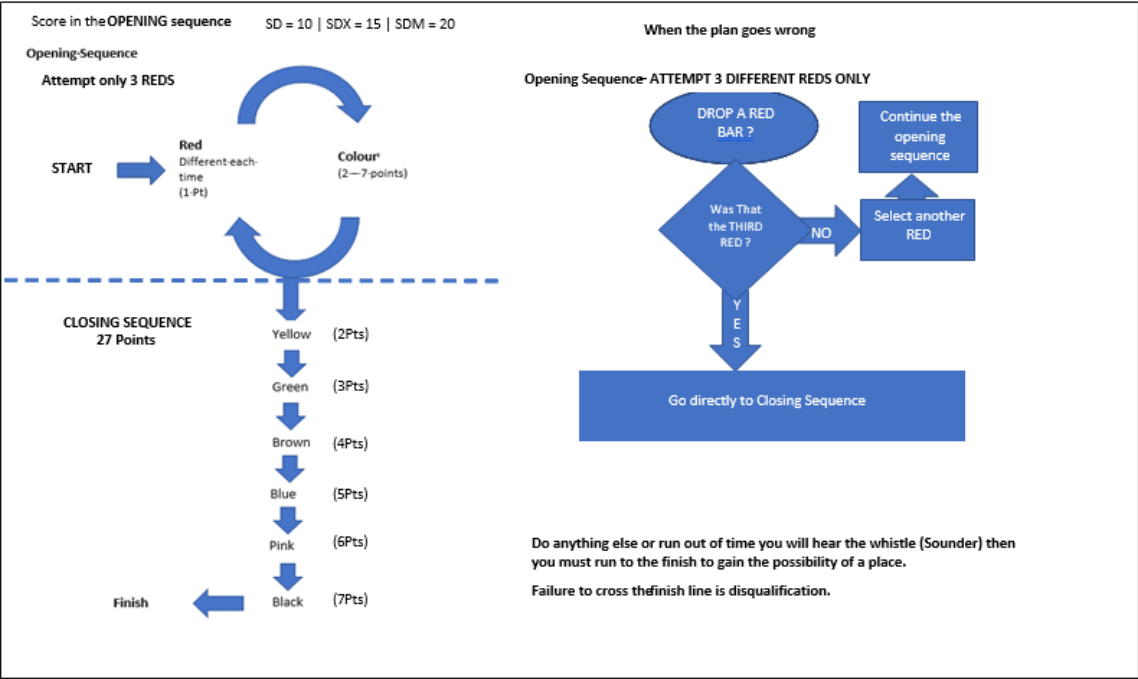 Score in the OPENING sequence SD = 10 | SDX = 15 | SDM = 20
Opening·Sequence
Attempt only 3 REDS
START
Red
Different·each·
time
(1·Pt)
Colour
(2·–·7·points)
CLOSING SEQUENCE
27 Points
Yellow (2Pts)
Green (3Pts)
Brown (4Pts)
Blue (5Pts)
Pink (6Pts)
Black (7Pts)
Finish
When the plan goes wrong
Opening Sequence - ATTEMPT 3 DIFFERENT REDS ONLY
DROP A RED
BAR ?
Was That
the THIRD
RED ?
NO
Select another
RED
Continue the
opening
sequence
Y
E
S
Go directly to Closing Sequence
Do anything else or run out of time you will hear the whistle (Sounder) then
you must run to the finish to gain the possibility of a place.
Failure to cross the finish line is disqualification.